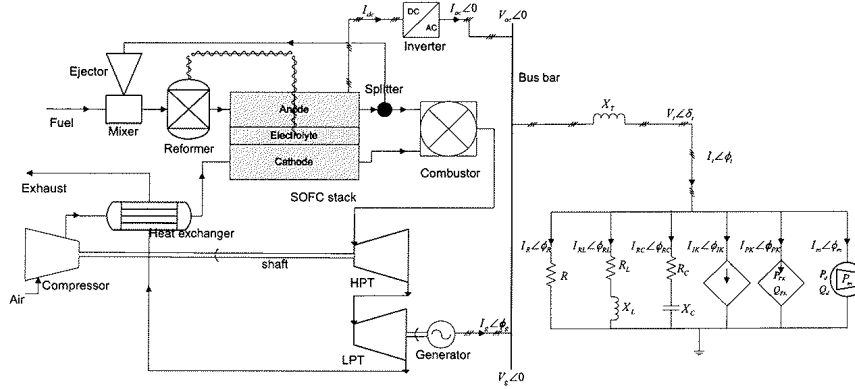 V_ac∠0
I_dc
DC
AC
I_ac∠0
Inverter
Ejector
Splitter
Bus bar
Anode
Fuel
Mixer
Reformer
Electrolyte
Cathode
Combustor
X_T
V_t∠δ_t
I_t∠ϕ_t
Exhaust
SOFC stack
Heat exchanger
I_R∠ϕ_R
I_RL∠ϕ_RL
I_RC∠ϕ_RC
I_IK∠ϕ_IK
I_PK∠ϕ_PK
I_m∠ϕ_m
R
R_L
R_C
P_PK
Q_PK
P_d
Q_d
P_m
X_L
X_C
shaft
Air
Compressor
HPT
I_g∠ϕ_g
LPT
Generator
V_g∠0